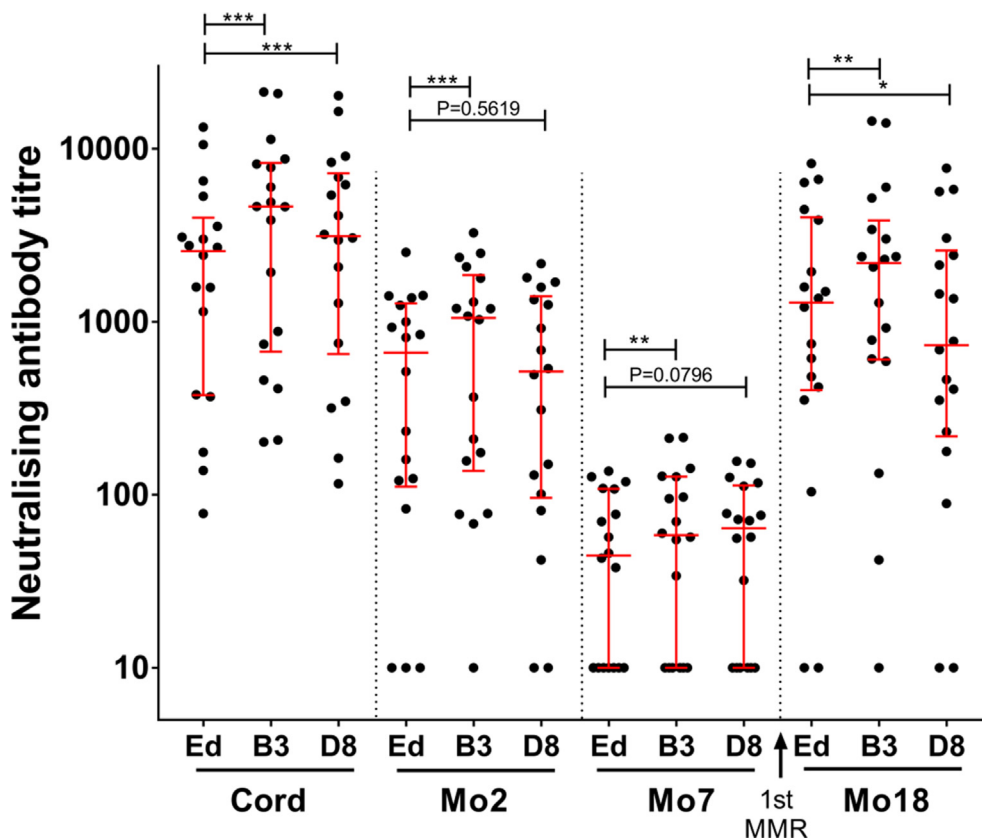 ***
***
***
P=0.5619
**
P=0.0796
**
*
Neutralising antibody titre
10000
1000
100
10
Ed B3 D8 Ed B3 D8 Ed B3 D8 Ed B3 D8
Cord Mo2 Mo7 1st MMR Mo18